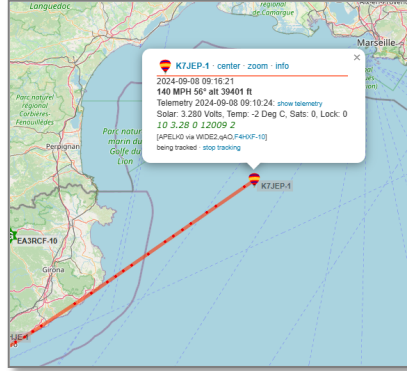 Languedoc
régional
de Camargue
Marseille
K7JEP-1 · center · zoom · info
2024-09-08 09:16:21
140 MPH 56° alt 39401 ft
Telemetry 2024-09-08 09:10:24: show telemetry
Solar: 3.280 Volts, Temp: -2 Deg C, Sats: 0, Lock: 0
10 3.28 0 12009 2
[APELK0 via WIDE2,qAO,F4HXF-10]
being tracked · stop tracking
Parc naturel
régional
Corbières-
Fenouillèdes
Perpignan
Parc natur
marin du
Golfe du
Lion
K7JEP-1
EA3RCF-10
Girona